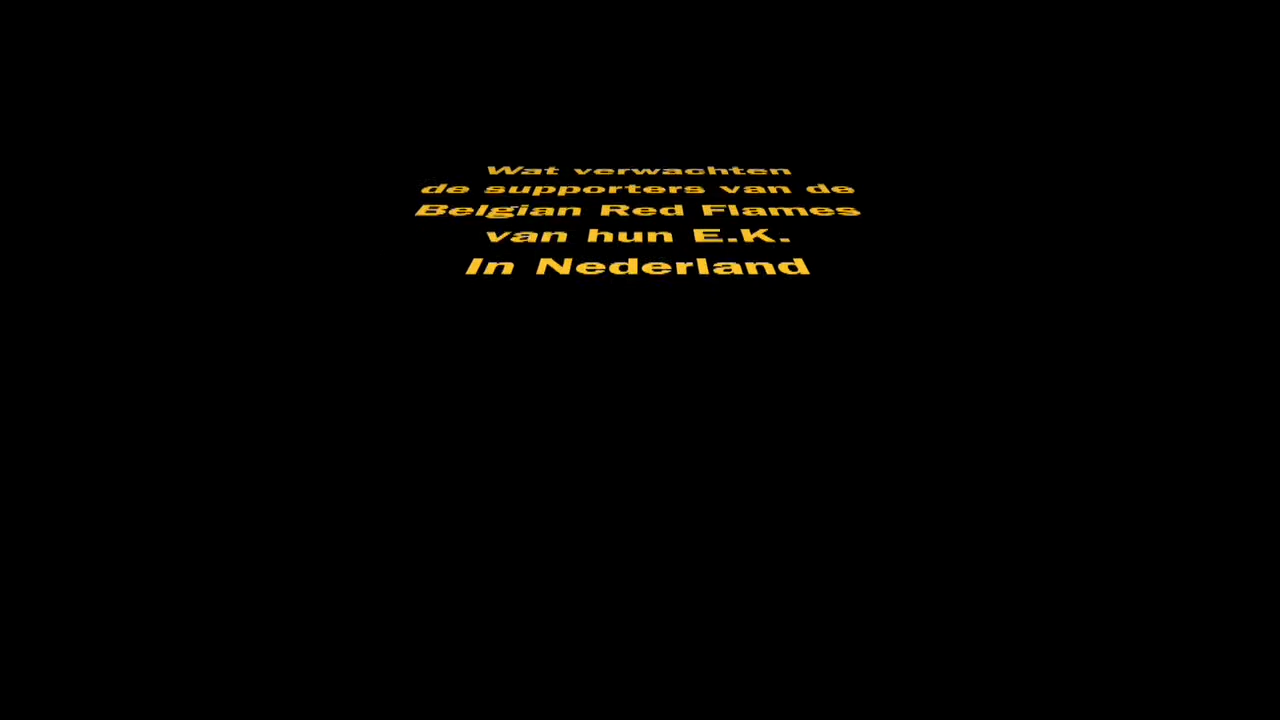 Wat verwachten
de supporters van de
Belgian Red Flames
van hun E.K.
In Nederland